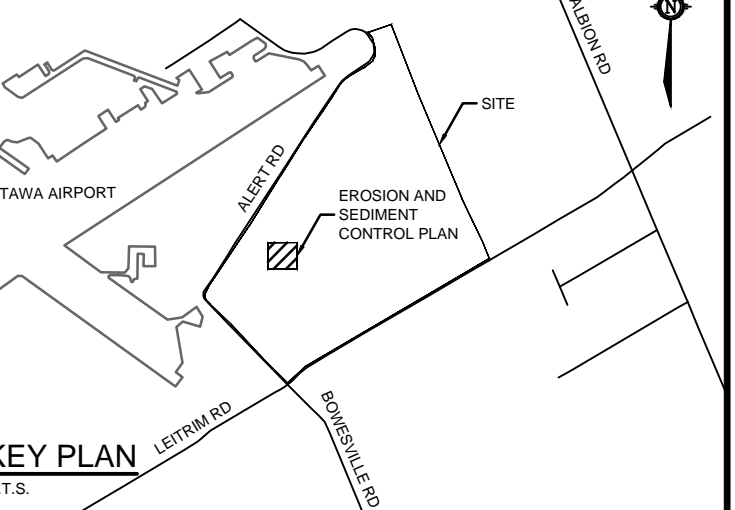 ALBION RD
N
SITE
ALERT RD
TAWA AIRPORT
EROSION AND
SEDIMENT
CONTROL PLAN
LEITRIM RD
BOWESVILLE RD
KEY PLAN
.T.S.